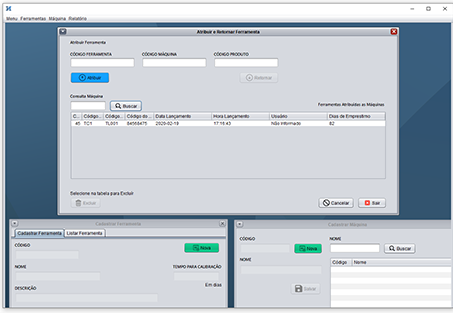 Menu Ferramentas Máquina Relatório
Atribuir e Retornar Ferramenta
Atribuir Ferramenta
CÓDIGO FERRAMENTA CÓDIGO MÁQUINA CÓDIGO PRODUTO
Atribuir Retornar
Consulta Máquina
Buscar Ferramentas Atribuídas as Máquinas
C... Código... Código... Código do ... Data Lançamento Hora Lançamento Usuário Dias de Empréstimo
45 TC1 TL001 84568475 2020-02-19 17:15:43 Não Informado 82
Selecione na tabela para Excluir
Excluir Cancelar Sair
Cadastrar Ferramenta Cadastrar Máquina
Cadastrar Ferramenta Listar Ferramenta
CÓDIGO Novo CÓDIGO Novo NOME Buscar
NOME TEMPO PARA CALIBRAÇÃO NOME Código Nome
Em dias
DESCRIÇÃO Salvar